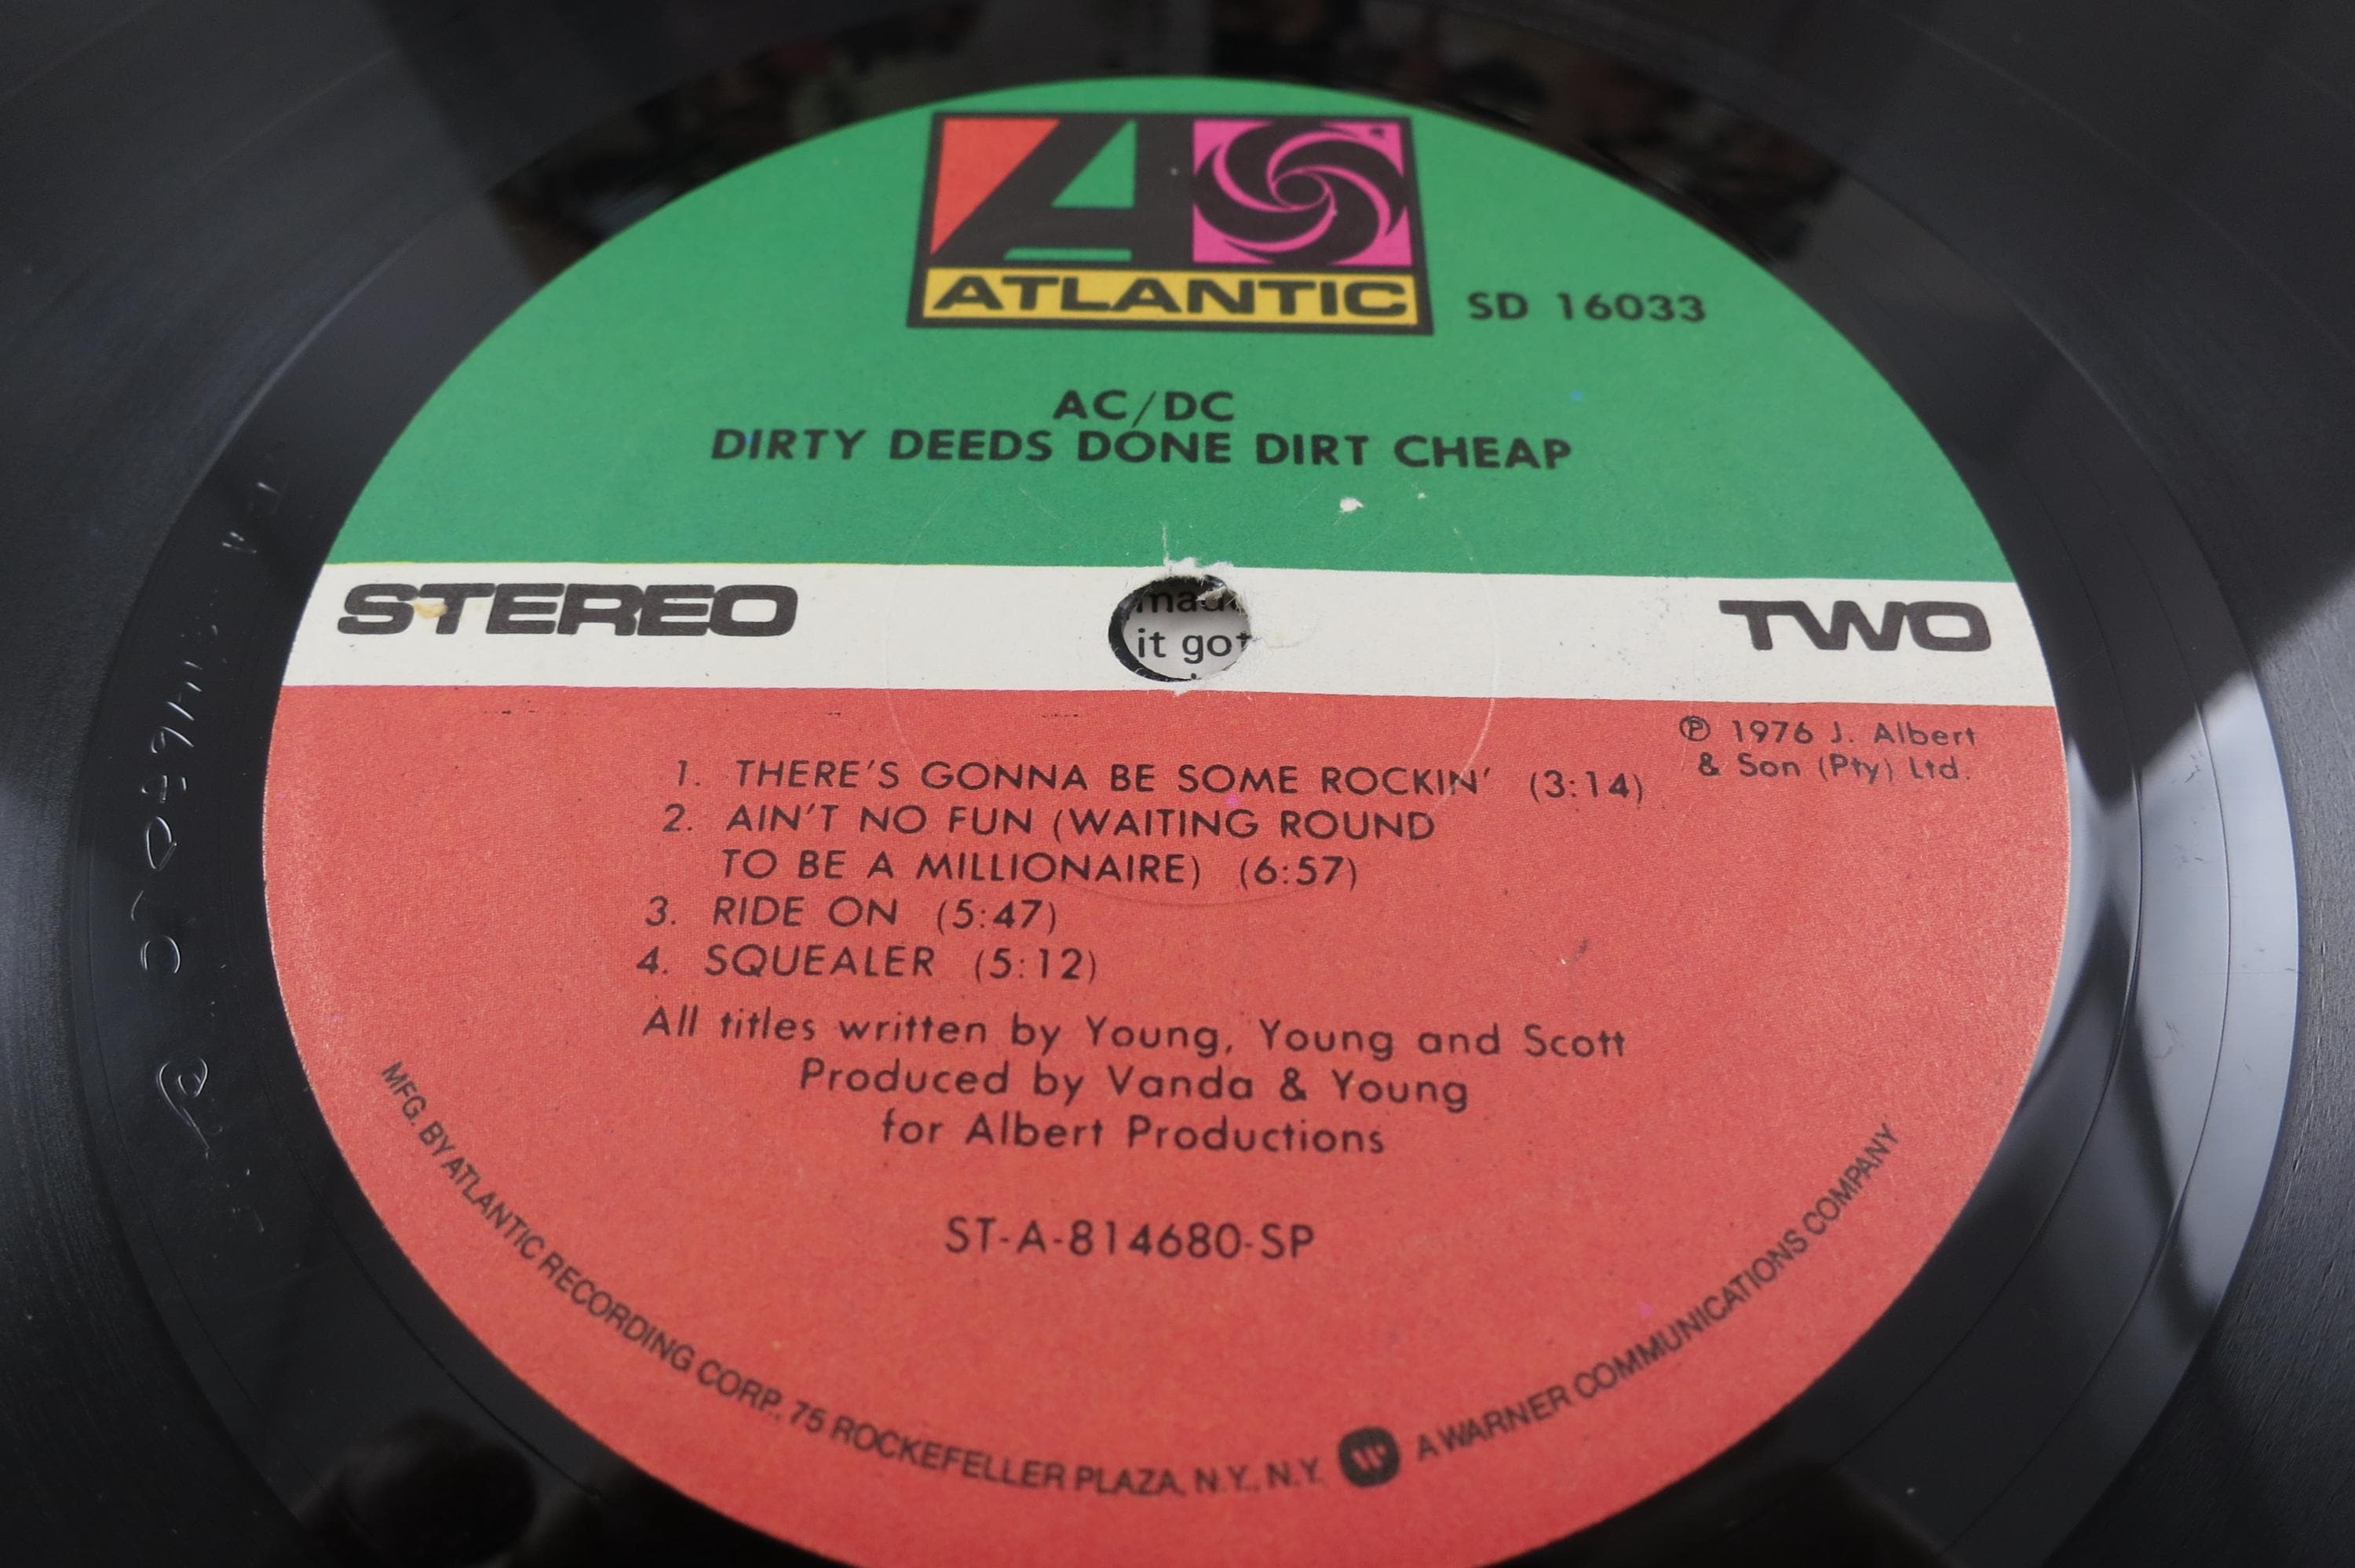 ATLANTIC
SD 16033
AC/DC
DIRTY DEEDS DONE DIRT CHEAP
STEREO
TWO
it got
℗ 1976 J. Albert
& Son (Pty) Ltd.
1. THERE'S GONNA BE SOME ROCKIN' (3:14)
2. AIN'T NO FUN (WAITING ROUND
TO BE A MILLIONAIRE) (6:57)
3. RIDE ON (5:47)
4. SQUEALER (5:12)
All titles written by Young, Young and Scott
Produced by Vanda & Young
for Albert Productions
ST-A-814680-SP
MFG. BY ATLANTIC RECORDING CORP., 75 ROCKEFELLER PLAZA, N.Y., N.Y. A WARNER COMMUNICATIONS COMPANY